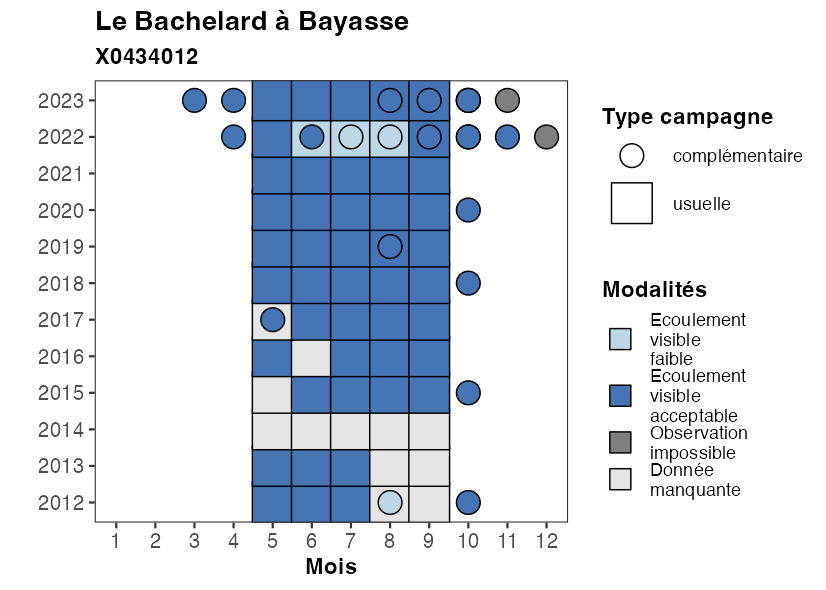 Le Bachelard à Bayasse
X0434012
2023
2022
2021
2020
2019
2018
2017
2016
2015
2014
2013
2012
1 2 3 4 5 6 7 8 9 10 11 12
Mois
Type campagne
complémentaire
usuelle
Modalités
Ecoulement
visible
faible
Ecoulement
visible
acceptable
Observation
impossible
Donnée
manquante